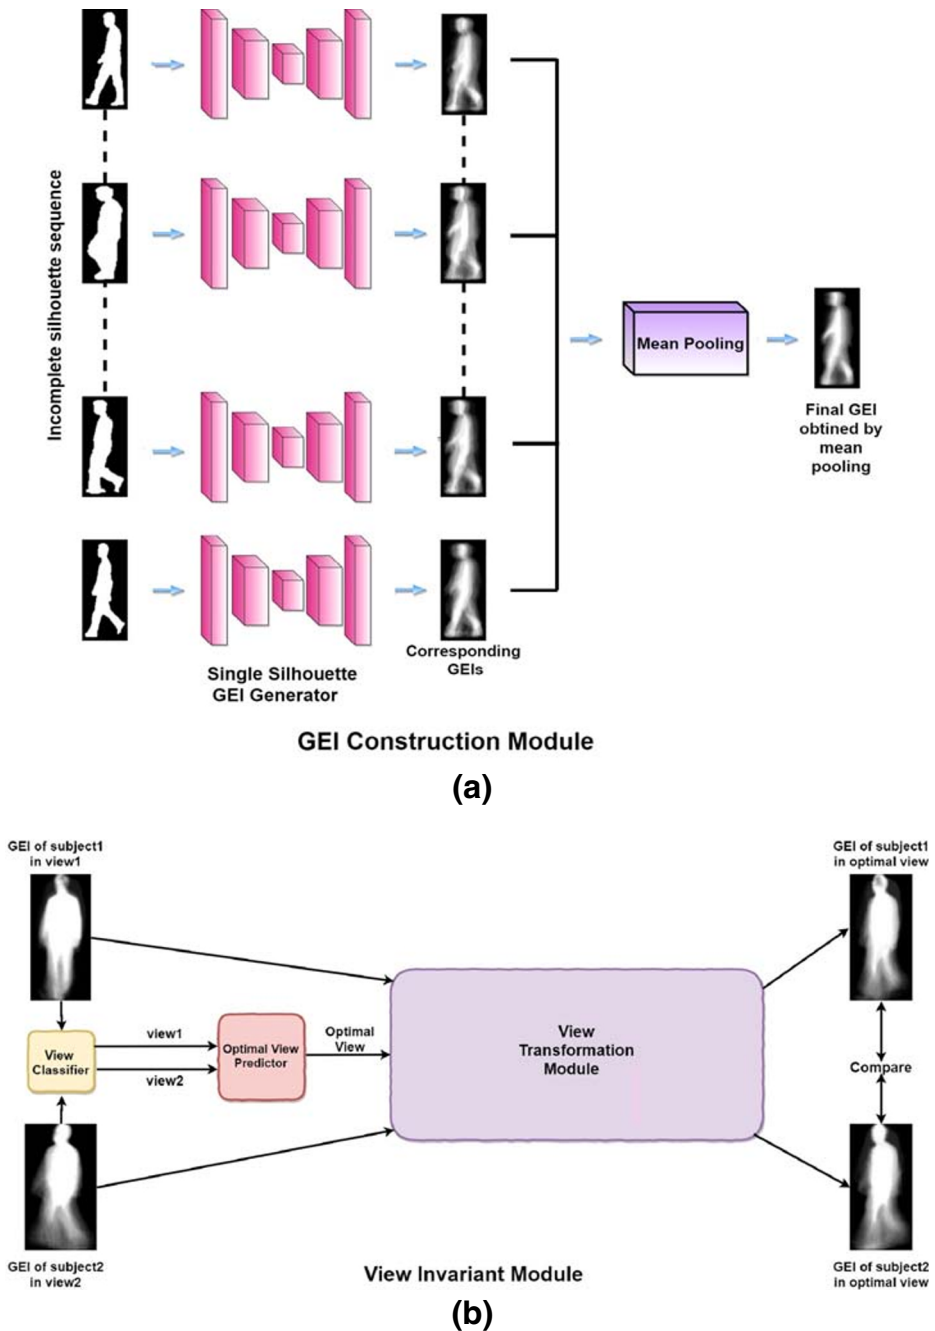 Incomplete silhouette sequence
Mean Pooling
Final GEI
obtined by
mean
pooling
Corresponding
GEIs
Single Silhouette
GEI Generator
GEI Construction Module
(a)
GEI of subject1
in view1
GEI of subject1
in optimal view
View
Classifier
view1
view2
Optimal View
Predictor
Optimal
View
View
Transformation
Module
Compare
GEI of subject2
in view2
GEI of subject2
in optimal view
View Invariant Module
(b)